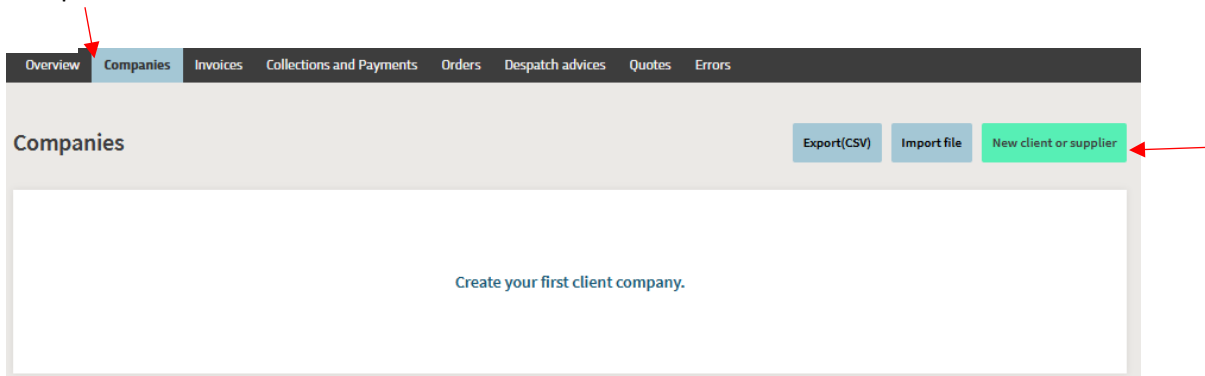 Overview Companies Invoices Collections and Payments Orders Despatch advices Quotes Errors
Companies Export(CSV) Import file New client or supplier
Create your first client company.